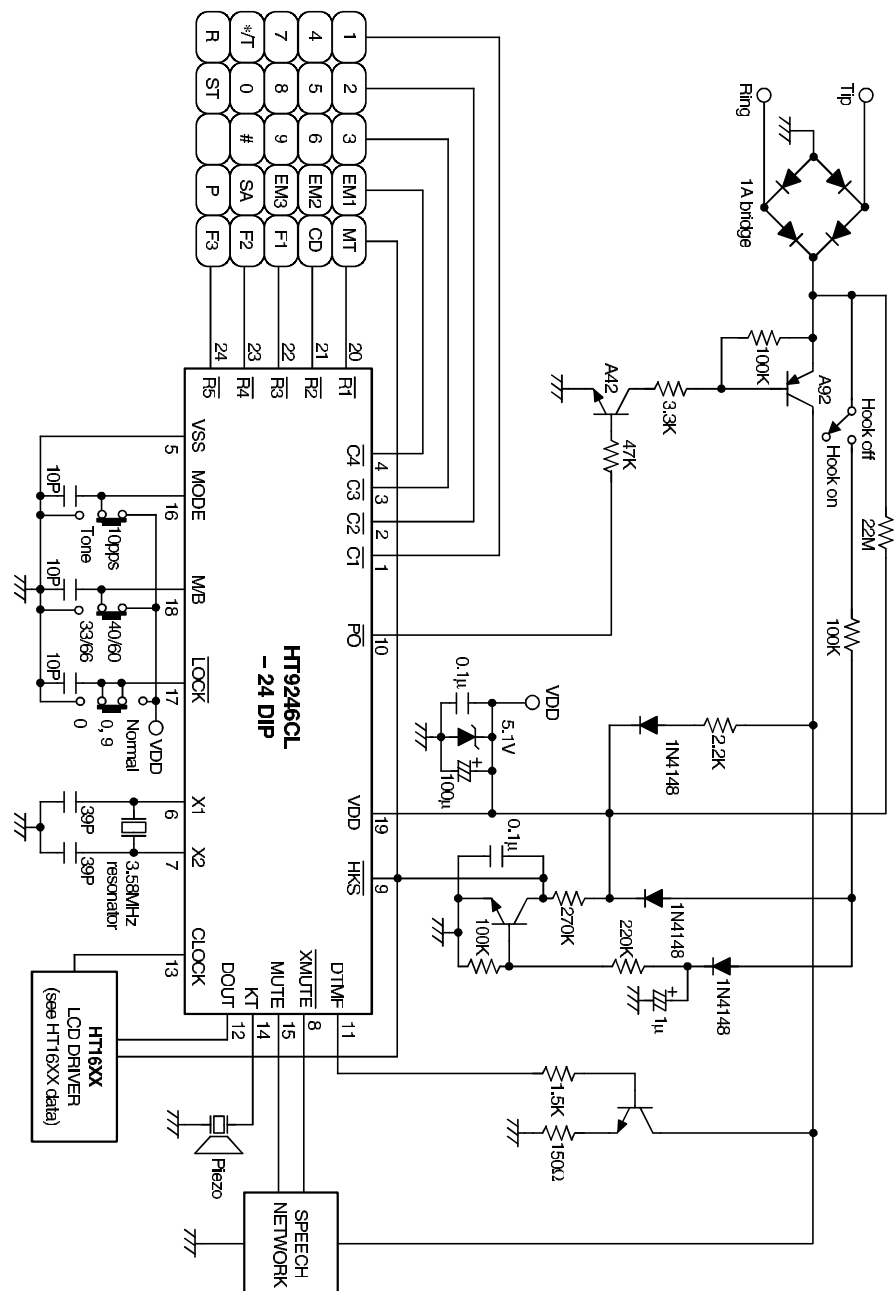 Tip
Ring
1A bridge
100K
A92
Hook off
Hook on
22M
100K
3.3K
A42
47K
1
2
3
EM1
MT
4
5
6
EM2
CD
7
8
9
EM3
F1
*/T
0
#
SA
F2
R
ST
P
F3
24
23
22
21
20
R5
R4
R3
R2
R1
C4
C3
C2
C1
4
3
2
1
PO
10
VDD
19
HKS
9
HT9246CL
– 24 DIP
VSS
5
MODE
16
M/B
18
LOCK
17
X1
6
X2
7
CLOCK
13
DTMF
11
XMUTE
8
MUTE
15
KT
14
DOUT
12
10P
10pps
Tone
10P
40/60
33/66
10P
Normal
0, 9
0
VDD
39P
39P
3.58MHz
resonator
VDD
0.1µ
5.1V
+
100µ
2.2K
1N4148
0.1µ
270K
100K
1N4148
220K
1N4148
+
1µ
1.5K
150Ω
HT16XX
LCD DRIVER
(see HT16XX data)
Piezo
SPEECH
NETWORK